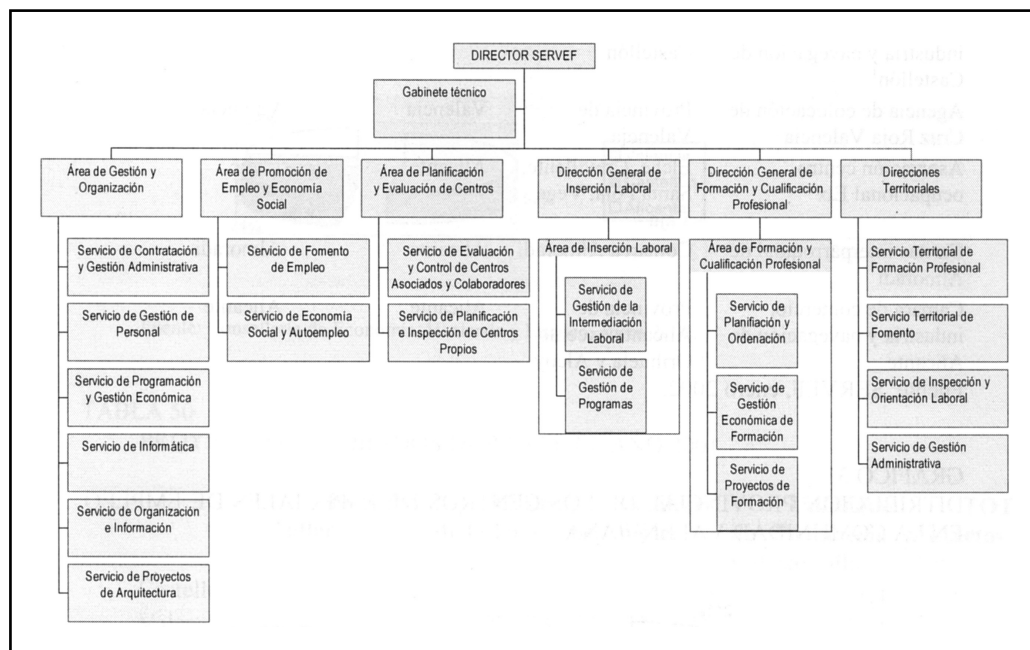 DIRECTOR SERVEF
Gabinete técnico
Área de Gestión y
Organización
Servicio de Contratación
y Gestión Administrativa
Servicio de Gestión de
Personal
Servicio de Programación
y Gestión Económica
Servicio de Informática
Servicio de Organización
e Información
Servicio de Proyectos
de Arquitectura
Área de Promoción de
Empleo y Economía
Social
Servicio de Fomento
de Empleo
Servicio de Economía
Social y Autoempleo
Área de Planificación
y Evaluación de Centros
Servicio de Evaluación
y Control de Centros
Asociados y Colaboradores
Servicio de Planificación
e Inspección de Centros
Propios
Dirección General de
Inserción Laboral
Área de Inserción Laboral
Servicio de
Gestión de la
Intermediación
Laboral
Servicio de
Gestión de
Programas
Dirección General de
Formación y Cualificación
Profesional
Área de Formación y
Cualificación Profesional
Servicio de
Planifiación y
Ordenación
Servicio de
Gestión
Económica de
Formación
Servicio de
Proyectos de
Formación
Direcciones
Territoriales
Servicio Territorial de
Formación Profesional
Servicio Territorial de
Fomento
Servicio de Inspección y
Orientación Laboral
Servicio de Gestión
Administrativa